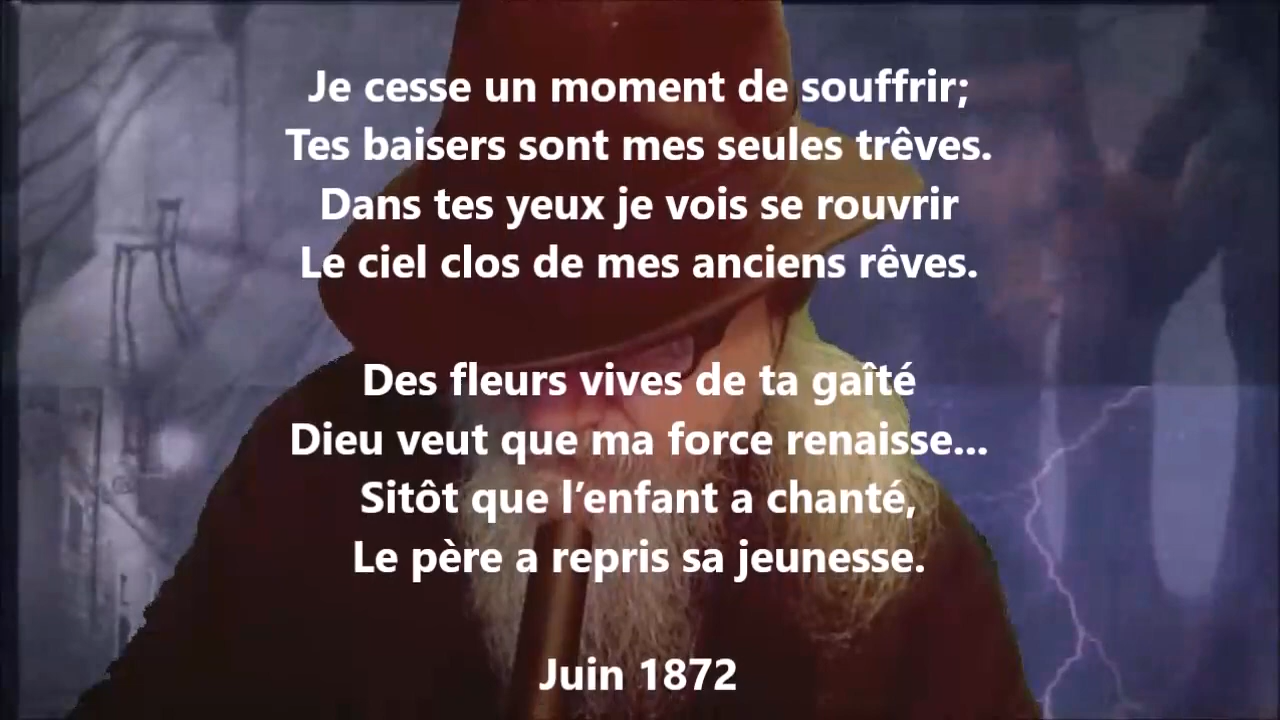 Je cesse un moment de souffrir;
Tes baisers sont mes seules trêves.
Dans tes yeux je vois se rouvrir
Le ciel clos de mes anciens rêves.
Des fleurs vives de ta gaîté
Dieu veut que ma force renaisse...
Sitôt que l’enfant a chanté,
Le père a repris sa jeunesse.
Juin 1872